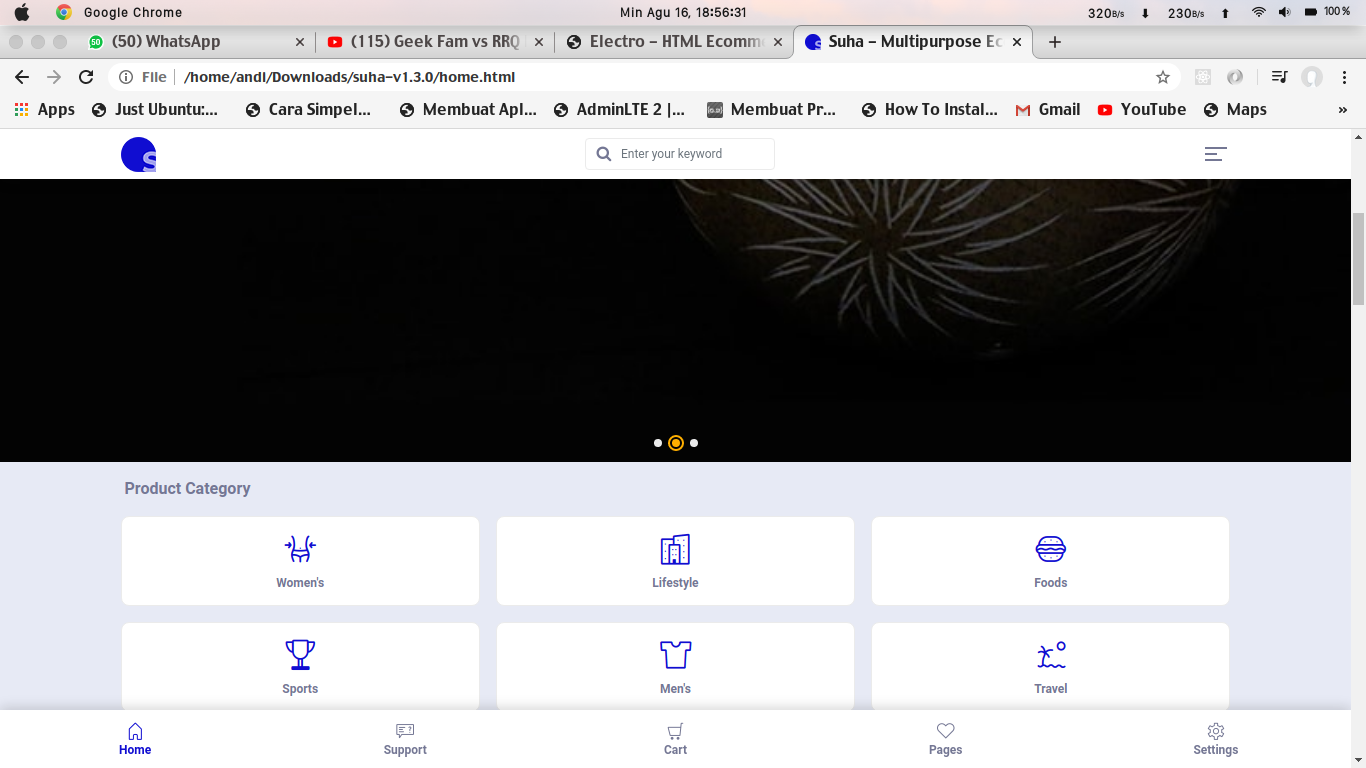 Google Chrome Min Agu 16, 18:56:31 320B/s 230B/s 100%
50 (50) WhatsApp (115) Geek Fam vs RRQ Electro – HTML Ecomme Suha – Multipurpose Ec
File /home/andi/Downloads/suha-v1.3.0/home.html
Apps Just Ubuntu:... Cara Simpel... Membuat Apl... AdminLTE 2 |... Membuat Pr... How To Instal... Gmail YouTube Maps »
S Enter your keyword
Product Category
Women's Lifestyle Foods
Sports Men's Travel
Home Support Cart Pages Settings